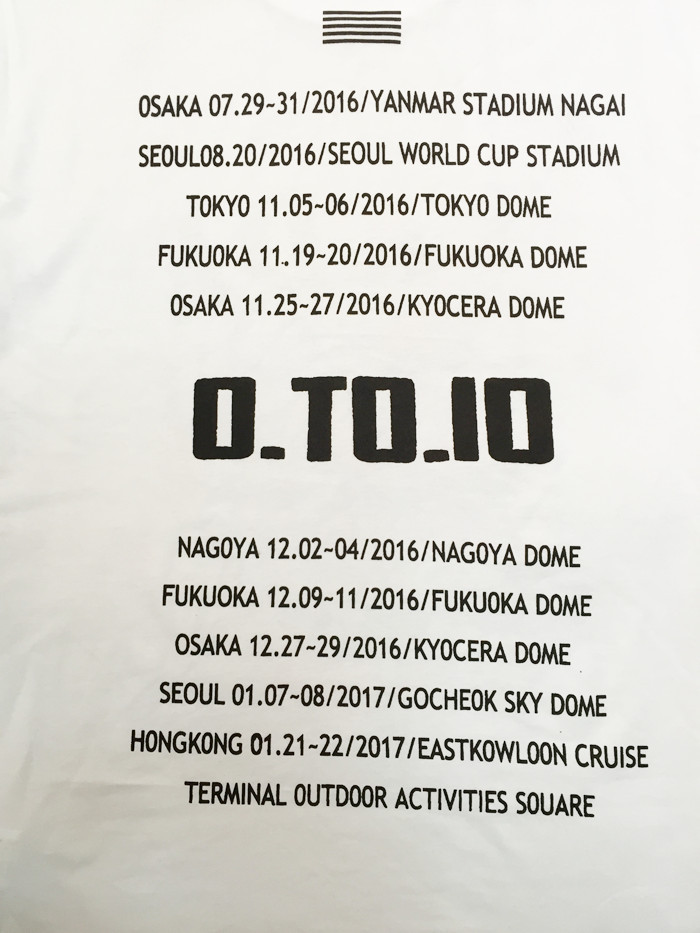 OSAKA 07.29~31/2016/YANMAR STADIUM NAGAI
SEOUL08.20/2016/SEOUL WORLD CUP STADIUM
TOKYO 11.05~06/2016/TOKYO DOME
FUKUOKA 11..19~20/2016/FUKUOKA DOME
OSAKA 11.25~27/2016/KYOCERA DOME
0.TO.10
NAGOYA 12.02~04/2016/NAGOYA DOME
FUKUOKA 12.09~11/2016/FUKUOKA DOME
OSAKA 12.27~29/2016/KYOCERA DOME
SEOUL 01.07~08/2017/GOCHEOK SKY DOME
HONGKONG 01.21~22/2017/EASTKOWLOON CRUISE
TERMINAL OUTDOOR ACTIVITIES SOUARE